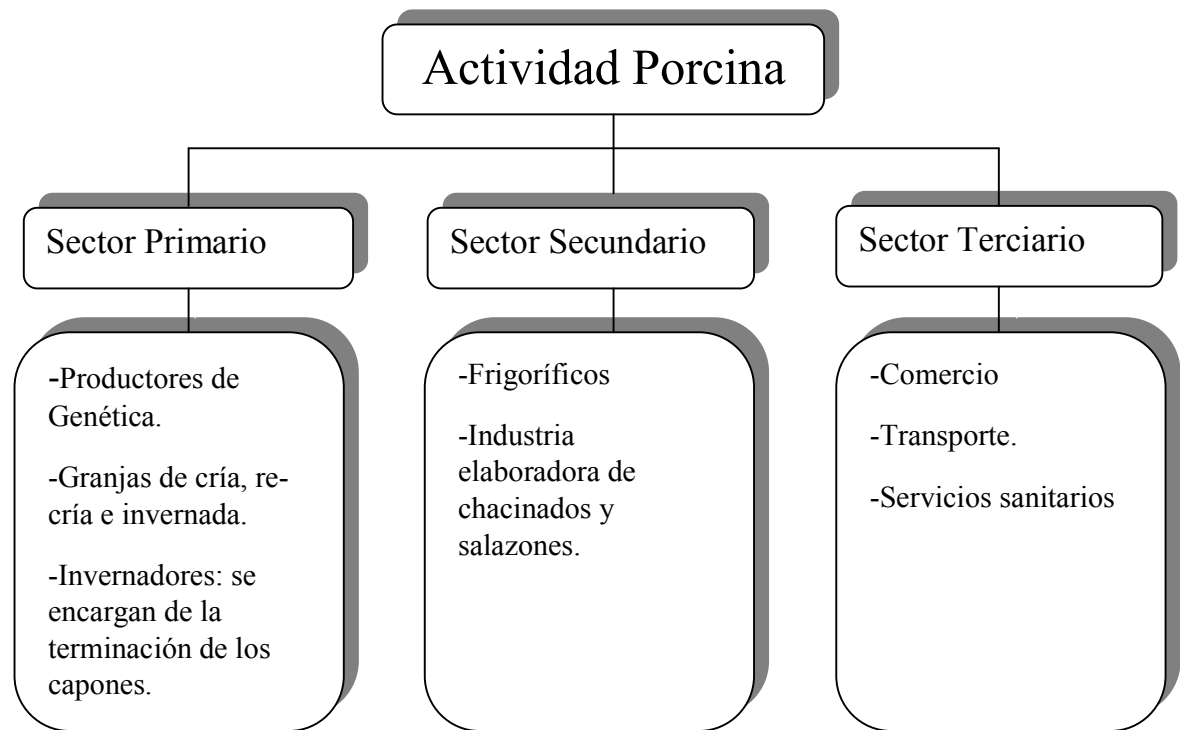 Actividad Porcina
Sector Primario
-Productores de
Genética.
-Granjas de cría, re-
cría e invernada.
-Invernadores: se
encargan de la
terminación de los
capones.
Sector Secundario
-Frigoríficos
-Industria
elaboradora de
chacinados y
salazones.
Sector Terciario
-Comercio
-Transporte.
-Servicios sanitarios